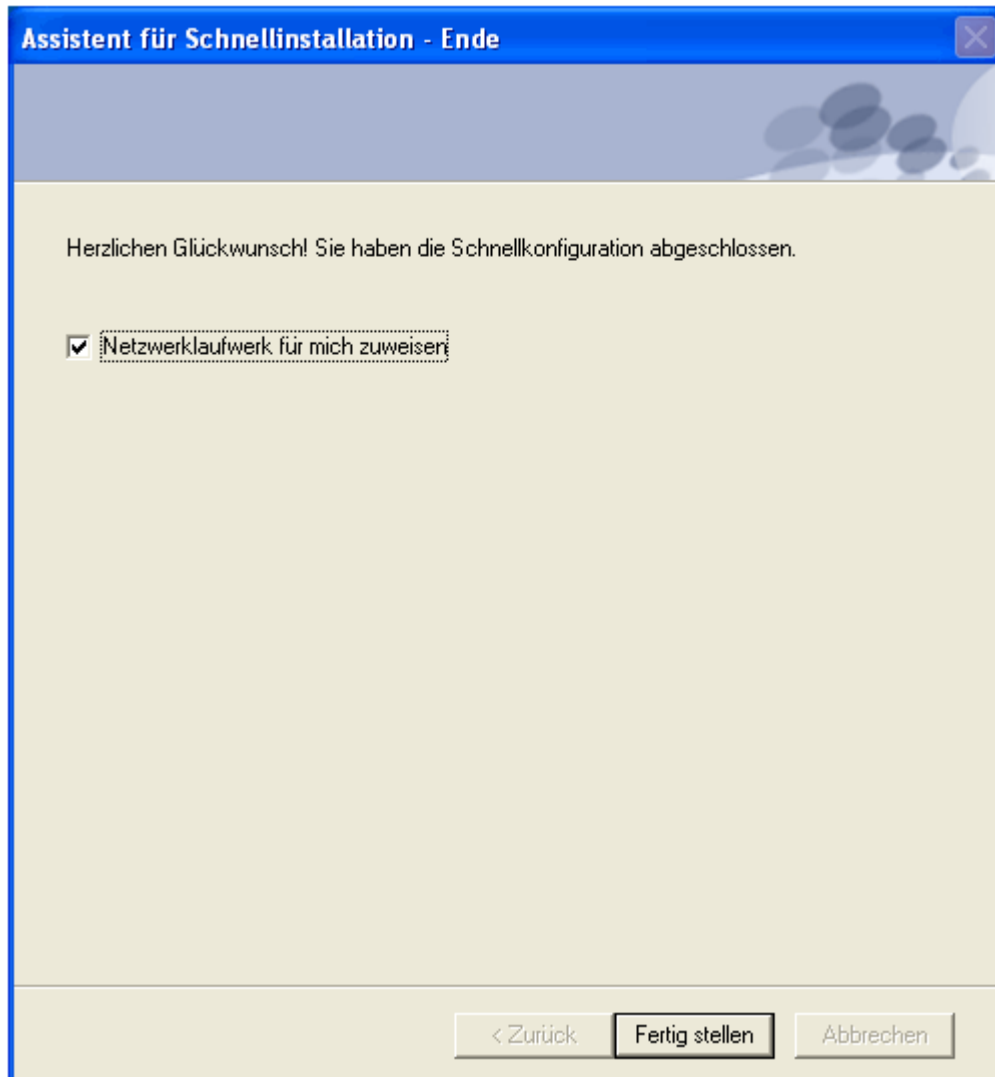 Assistent für Schnellinstallation - Ende
Herzlichen Glückwunsch! Sie haben die Schnellkonfiguration abgeschlossen.
Netzwerklaufwerk für mich zuweisen
< Zurück
Fertig stellen
Abbrechen